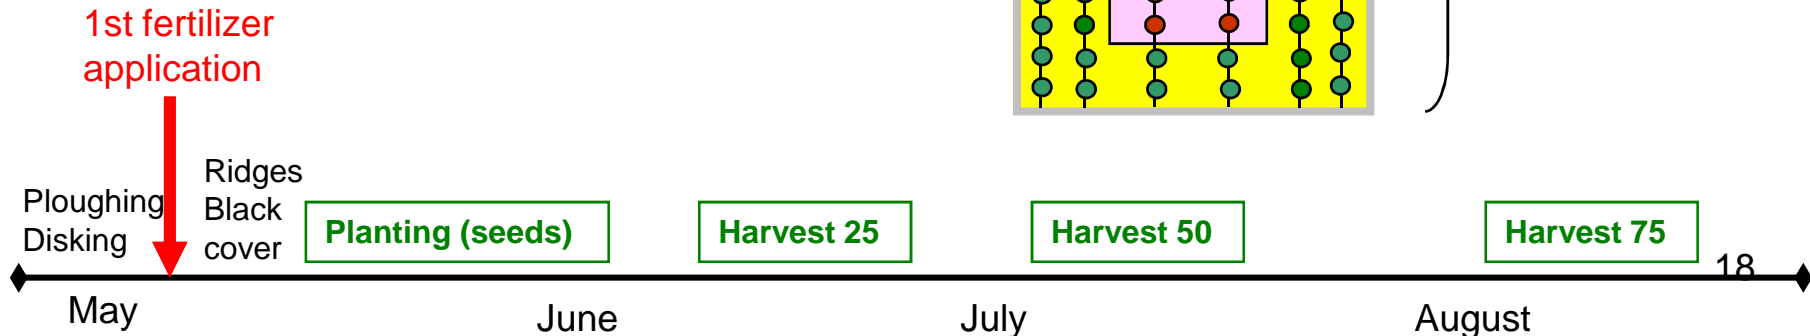 1st fertilizer
application
Ploughing
Disking
Ridges
Black
cover
Planting (seeds)
Harvest 25
Harvest 50
Harvest 75
18
May
June
July
August